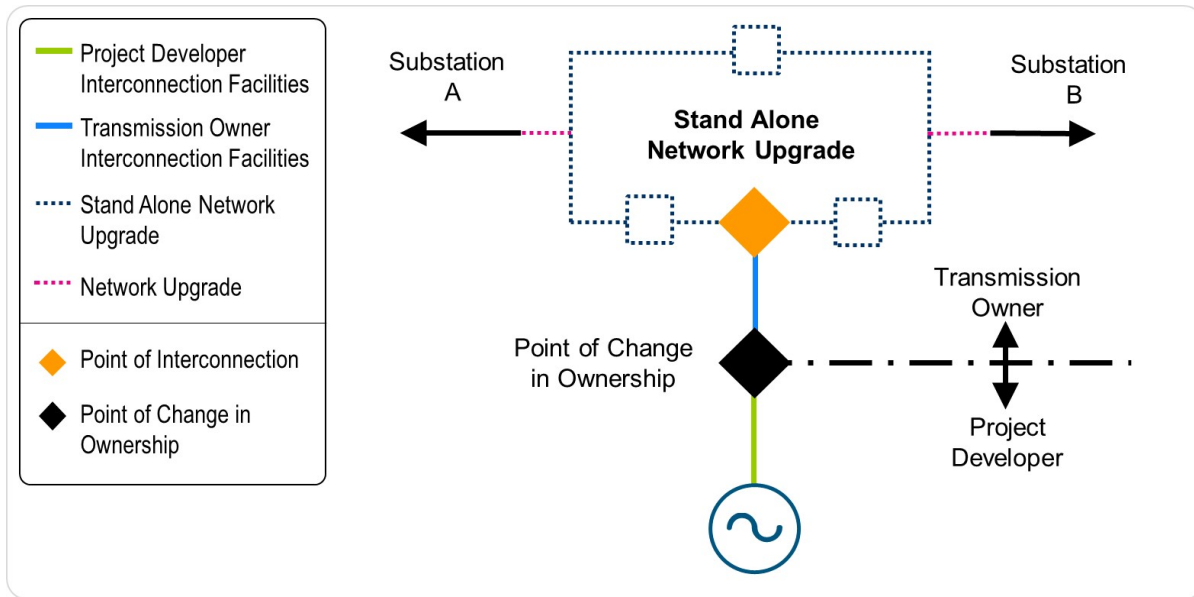 Project Developer
Interconnection Facilities
Transmission Owner
Interconnection Facilities
Stand Alone Network
Upgrade
Network Upgrade
Point of Interconnection
Point of Change in
Ownership
Substation
A
Substation
B
Stand Alone
Network Upgrade
Point of Change
in Ownership
Transmission
Owner
Project
Developer